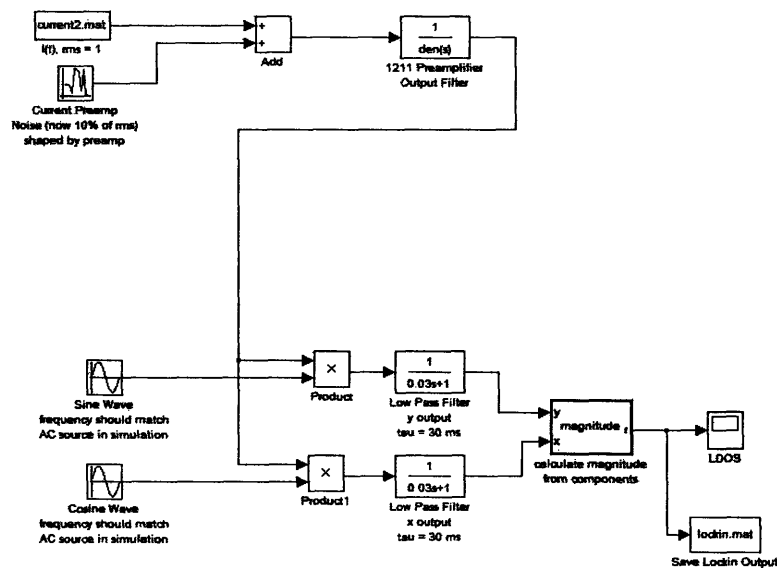 current2.mat
I(t), rms = 1
+
+
Add
1
den(s)
1211 Preamplifier
Output Filter
Current Preamp
Noise (now 10% of rms)
shaped by preamp
Sine Wave
frequency should match
AC source in simulation
×
Product
1
0.03s+1
Low Pass Filter
y output
tau = 30 ms
y
x
magnitude
r
calculate magnitude
from components
LDOS
Cosine Wave
frequency should match
AC source in simulation
×
Product1
1
0.03s+1
Low Pass Filter
x output
tau = 30 ms
lockin.mat
Save Lockin Output